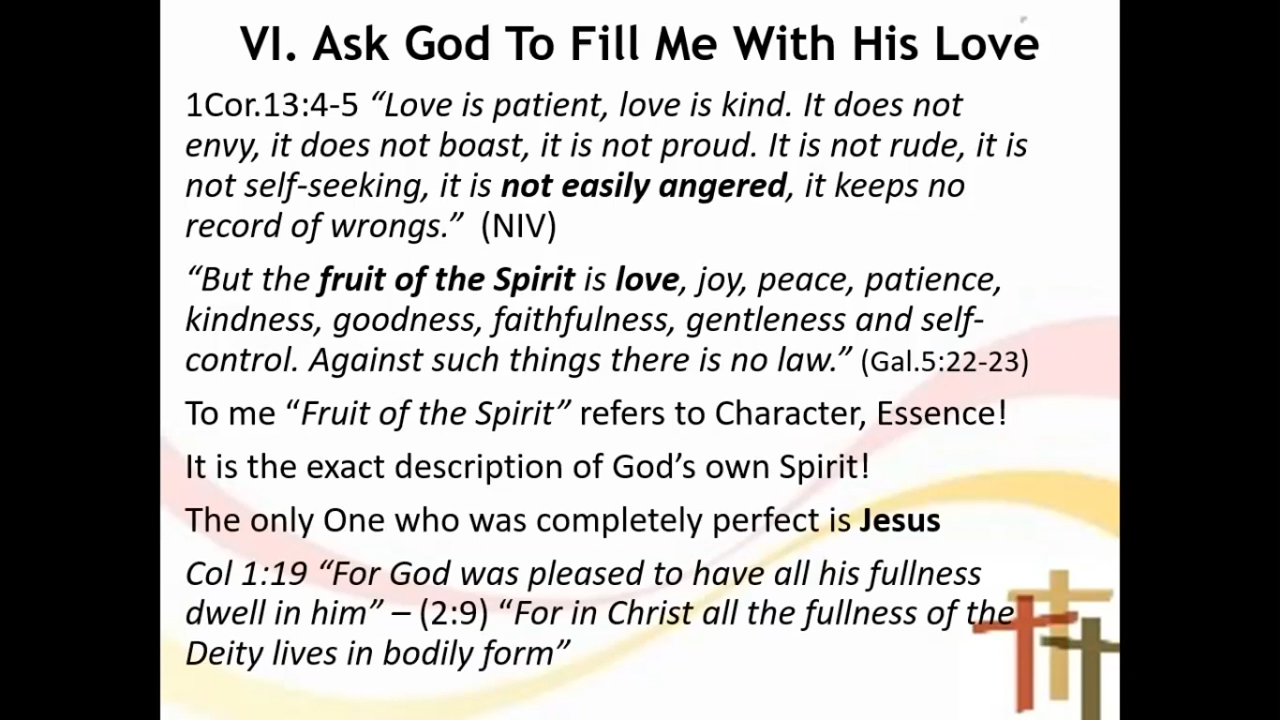 VI. Ask God To Fill Me With His Love
1Cor.13:4-5 “Love is patient, love is kind. It does not
envy, it does not boast, it is not proud. It is not rude, it is
not self-seeking, it is not easily angered, it keeps no
record of wrongs.” (NIV)
“But the fruit of the Spirit is love, joy, peace, patience,
kindness, goodness, faithfulness, gentleness and self-
control. Against such things there is no law.” (Gal.5:22-23)
To me “Fruit of the Spirit” refers to Character, Essence!
It is the exact description of God’s own Spirit!
The only One who was completely perfect is Jesus
Col 1:19 “For God was pleased to have all his fullness
dwell in him” – (2:9) “For in Christ all the fullness of the
Deity lives in bodily form”